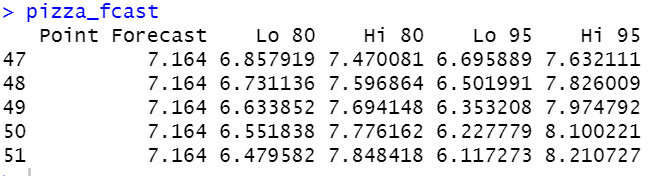 > pizza_fcast
   Point Forecast    Lo 80    Hi 80    Lo 95    Hi 95
47          7.164 6.857919 7.470081 6.695889 7.632111
48          7.164 6.731136 7.596864 6.501991 7.826009
49          7.164 6.633852 7.694148 6.353208 7.974792
50          7.164 6.551838 7.776162 6.227779 8.100221
51          7.164 6.479582 7.848418 6.117273 8.210727